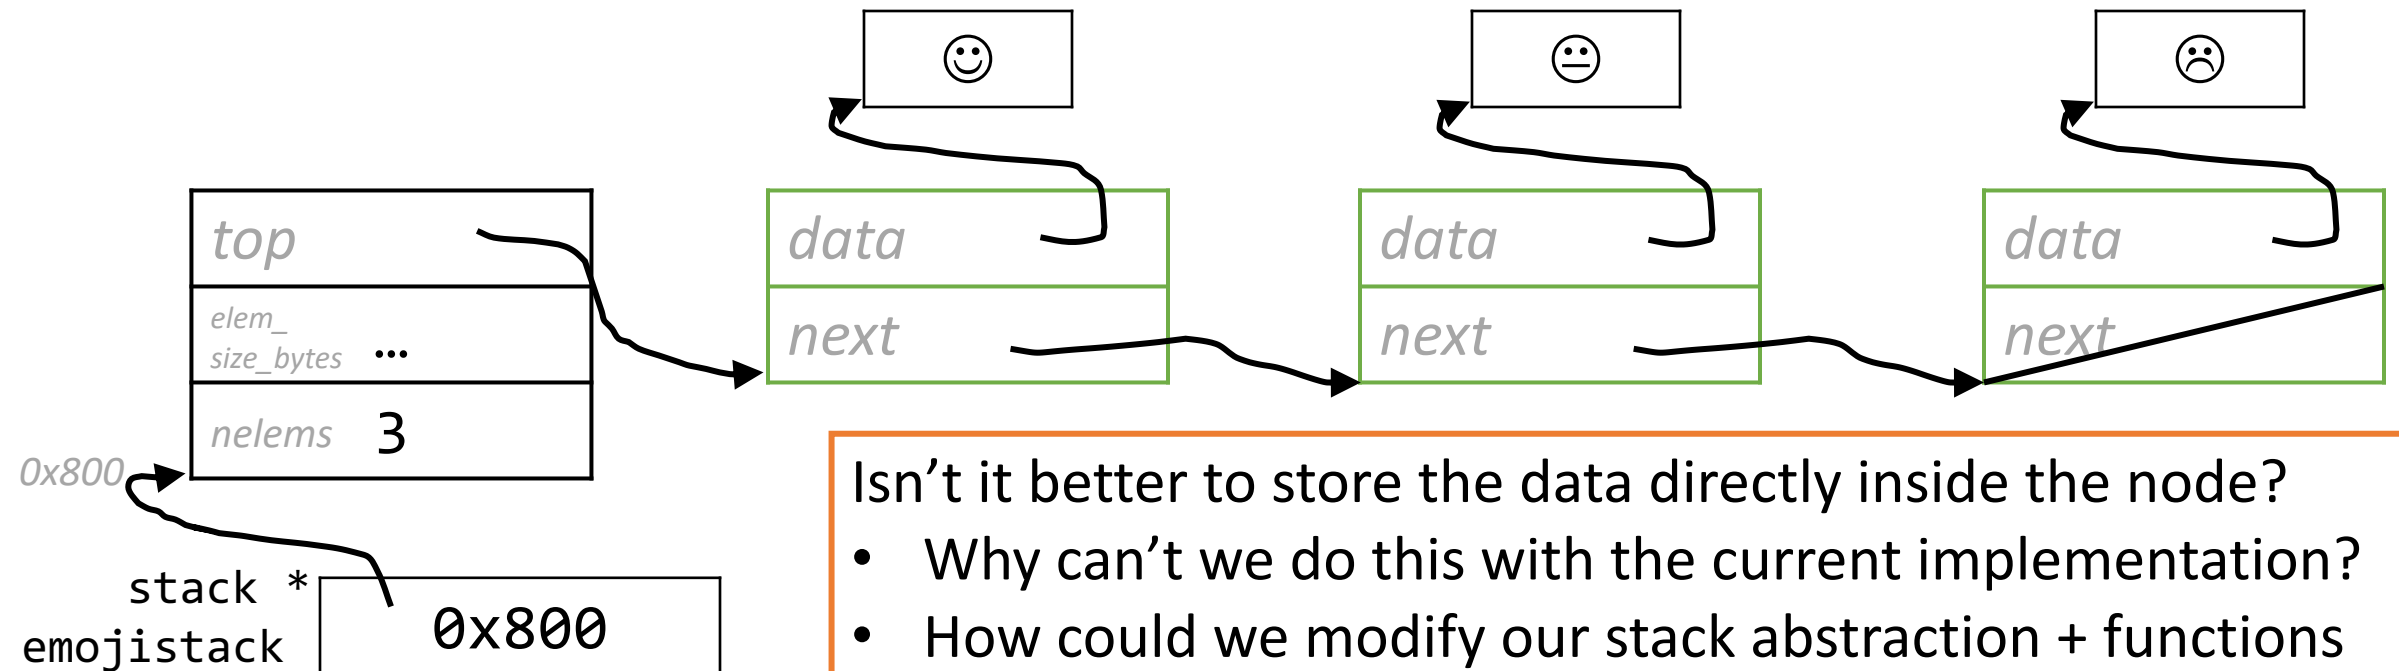 ☺
😐
☹
top
elem_
size_bytes …
nelems 3
data
next
data
next
data
next
0x800
stack *
emojistack
0x800
Isn’t it better to store the data directly inside the node?
• Why can’t we do this with the current implementation?
• How could we modify our stack abstraction + functions